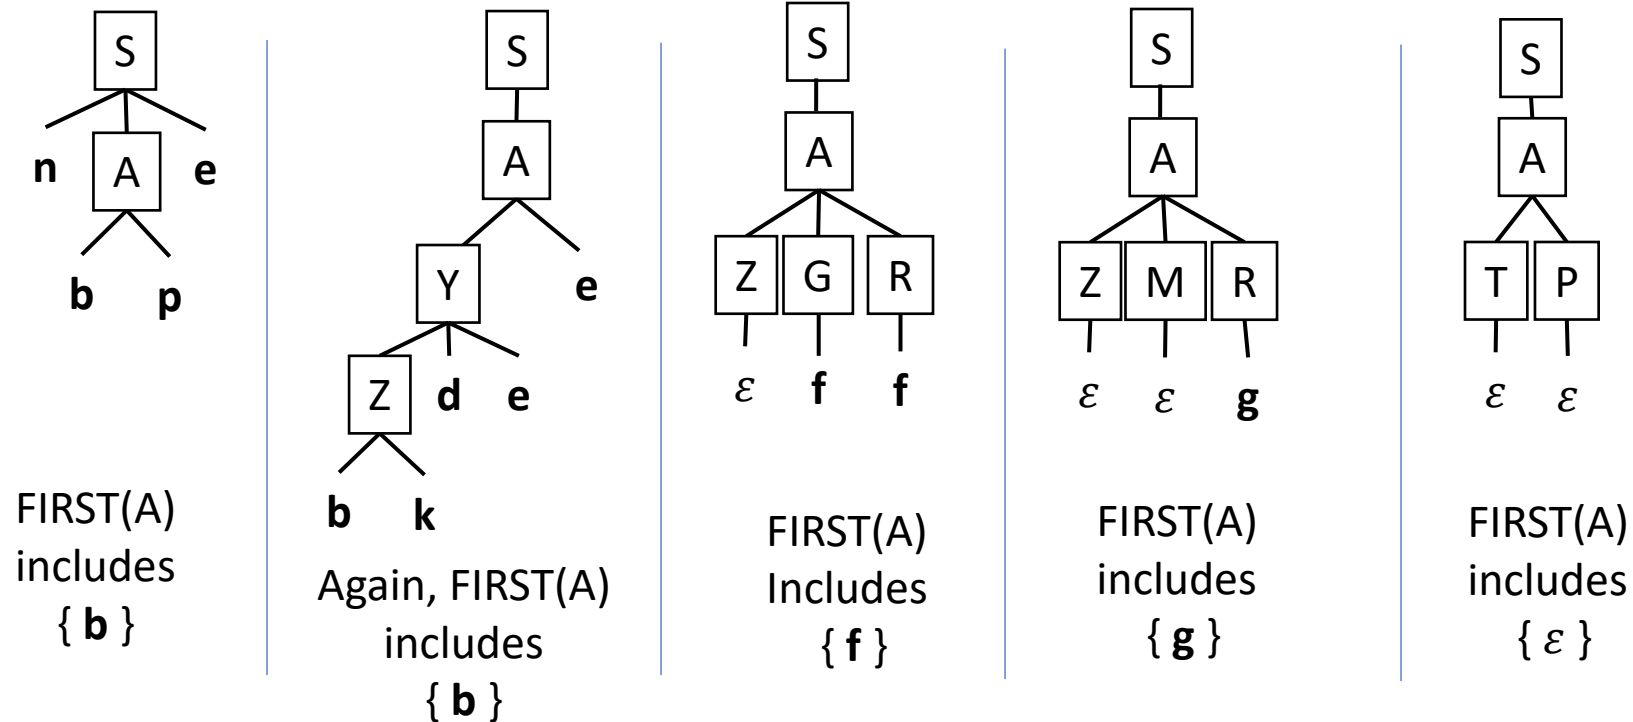 S
n A e
b p
FIRST(A)
includes
{ b }
S
A
Y e
Z d e
b k
Again, FIRST(A)
includes
{ b }
S
A
Z G R
ε f f
FIRST(A)
Includes
{ f }
S
A
Z M R
ε ε g
FIRST(A)
includes
{ g }
S
A
T P
ε ε
FIRST(A)
includes
{ ε }